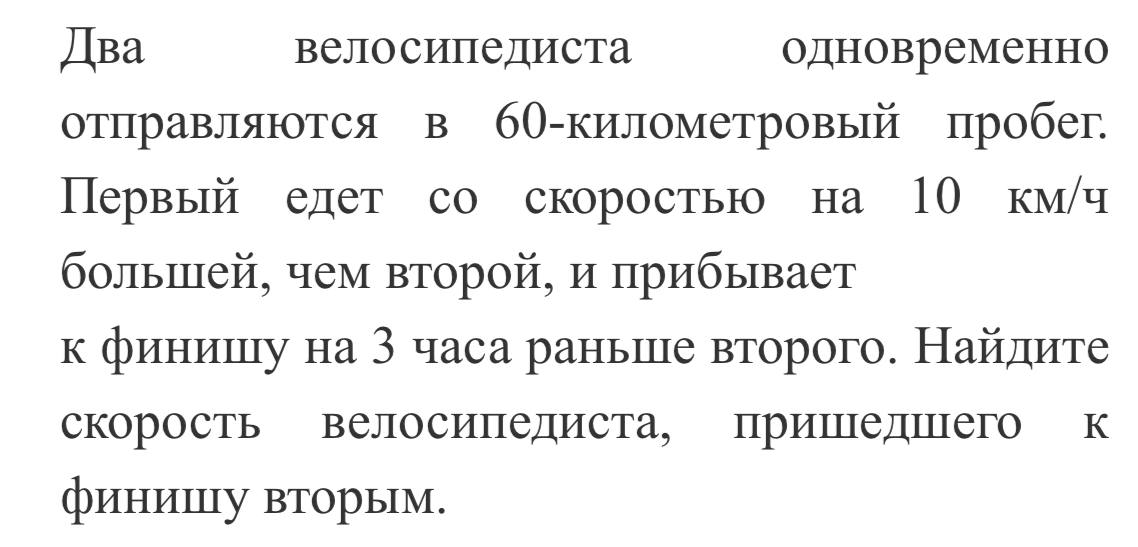 Два велосипедиста одновременно
отправляются в 60-километровый пробег.
Первый едет со скоростью на 10 км/ч
большей, чем второй, и прибывает
к финишу на 3 часа раньше второго. Найдите
скорость велосипедиста, пришедшего к
финишу вторым.